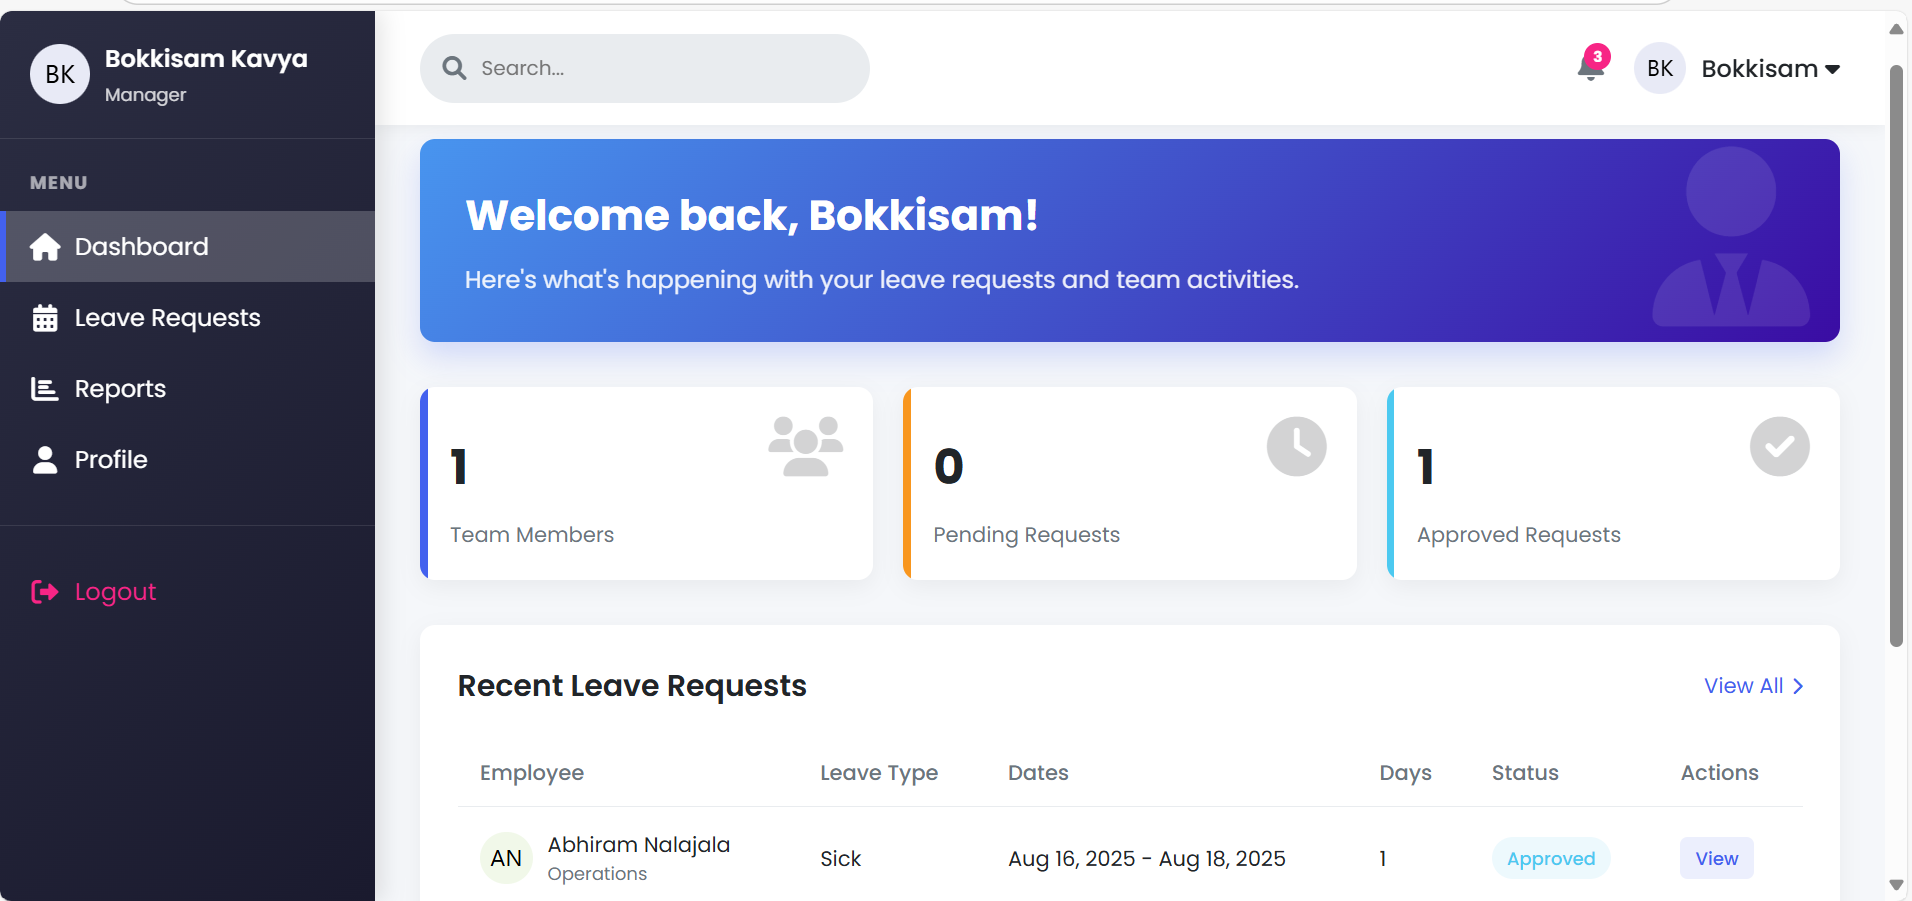 BK
Bokkisam Kavya
Manager
MENU
Dashboard
Leave Requests
Reports
Profile
Logout
Search...
3
BK
Bokkisam
Welcome back, Bokkisam!
Here's what's happening with your leave requests and team activities.
1
Team Members
0
Pending Requests
1
Approved Requests
Recent Leave Requests
View All
Employee Leave Type Dates Days Status Actions
AN
Abhiram Nalajala
Operations
Sick
Aug 16, 2025 - Aug 18, 2025
1
Approved
View